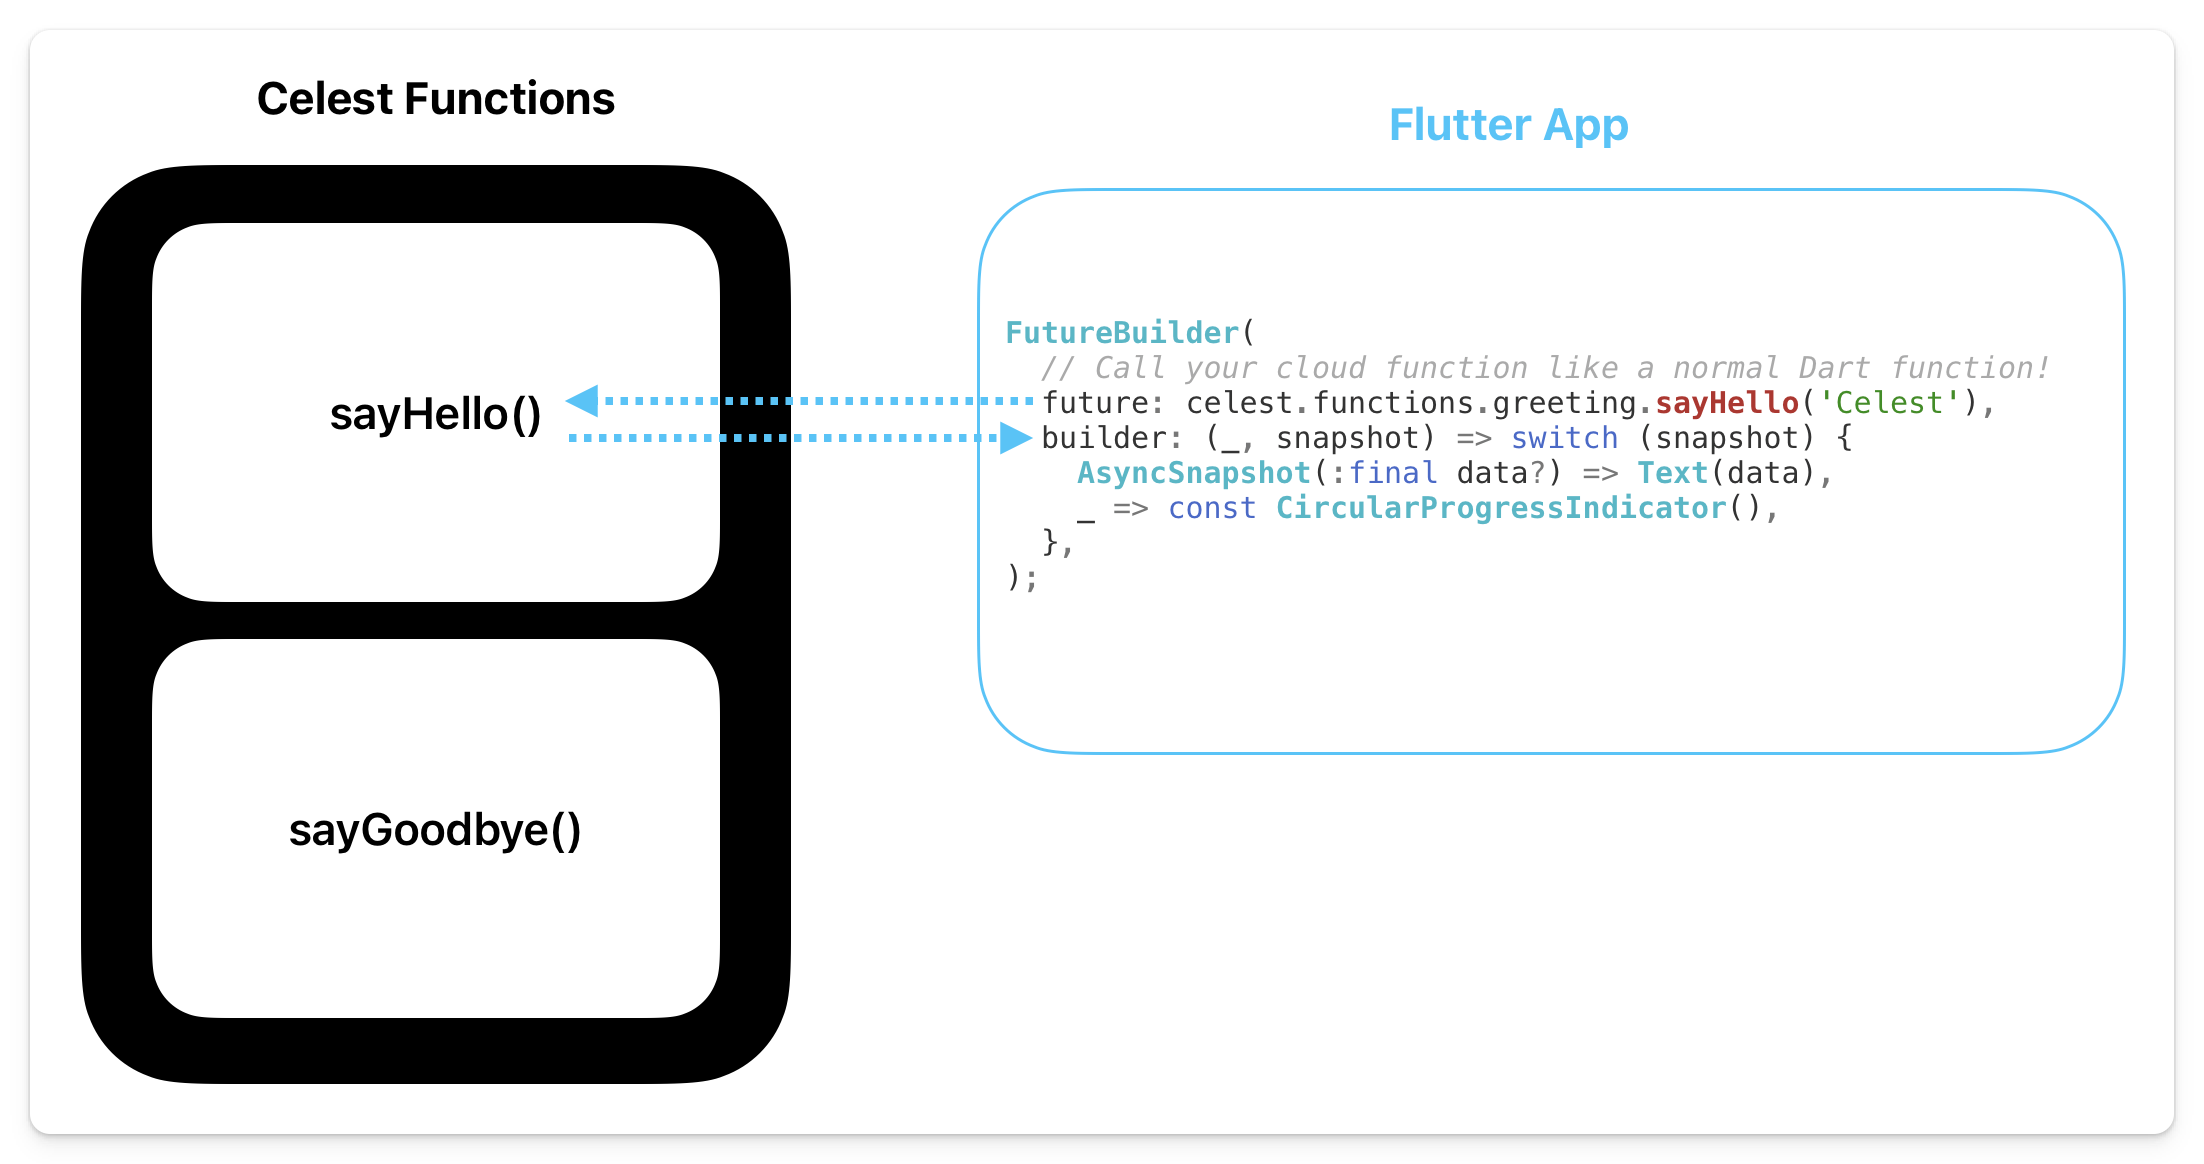 Celest Functions
sayHello()
sayGoodbye()
Flutter App
FutureBuilder(
  // Call your cloud function like a normal Dart function!
  future: celest.functions.greeting.sayHello('Celest'),
  builder: (_, snapshot) => switch (snapshot) {
    AsyncSnapshot(:final data?) => Text(data),
    _ => const CircularProgressIndicator(),
  },
);